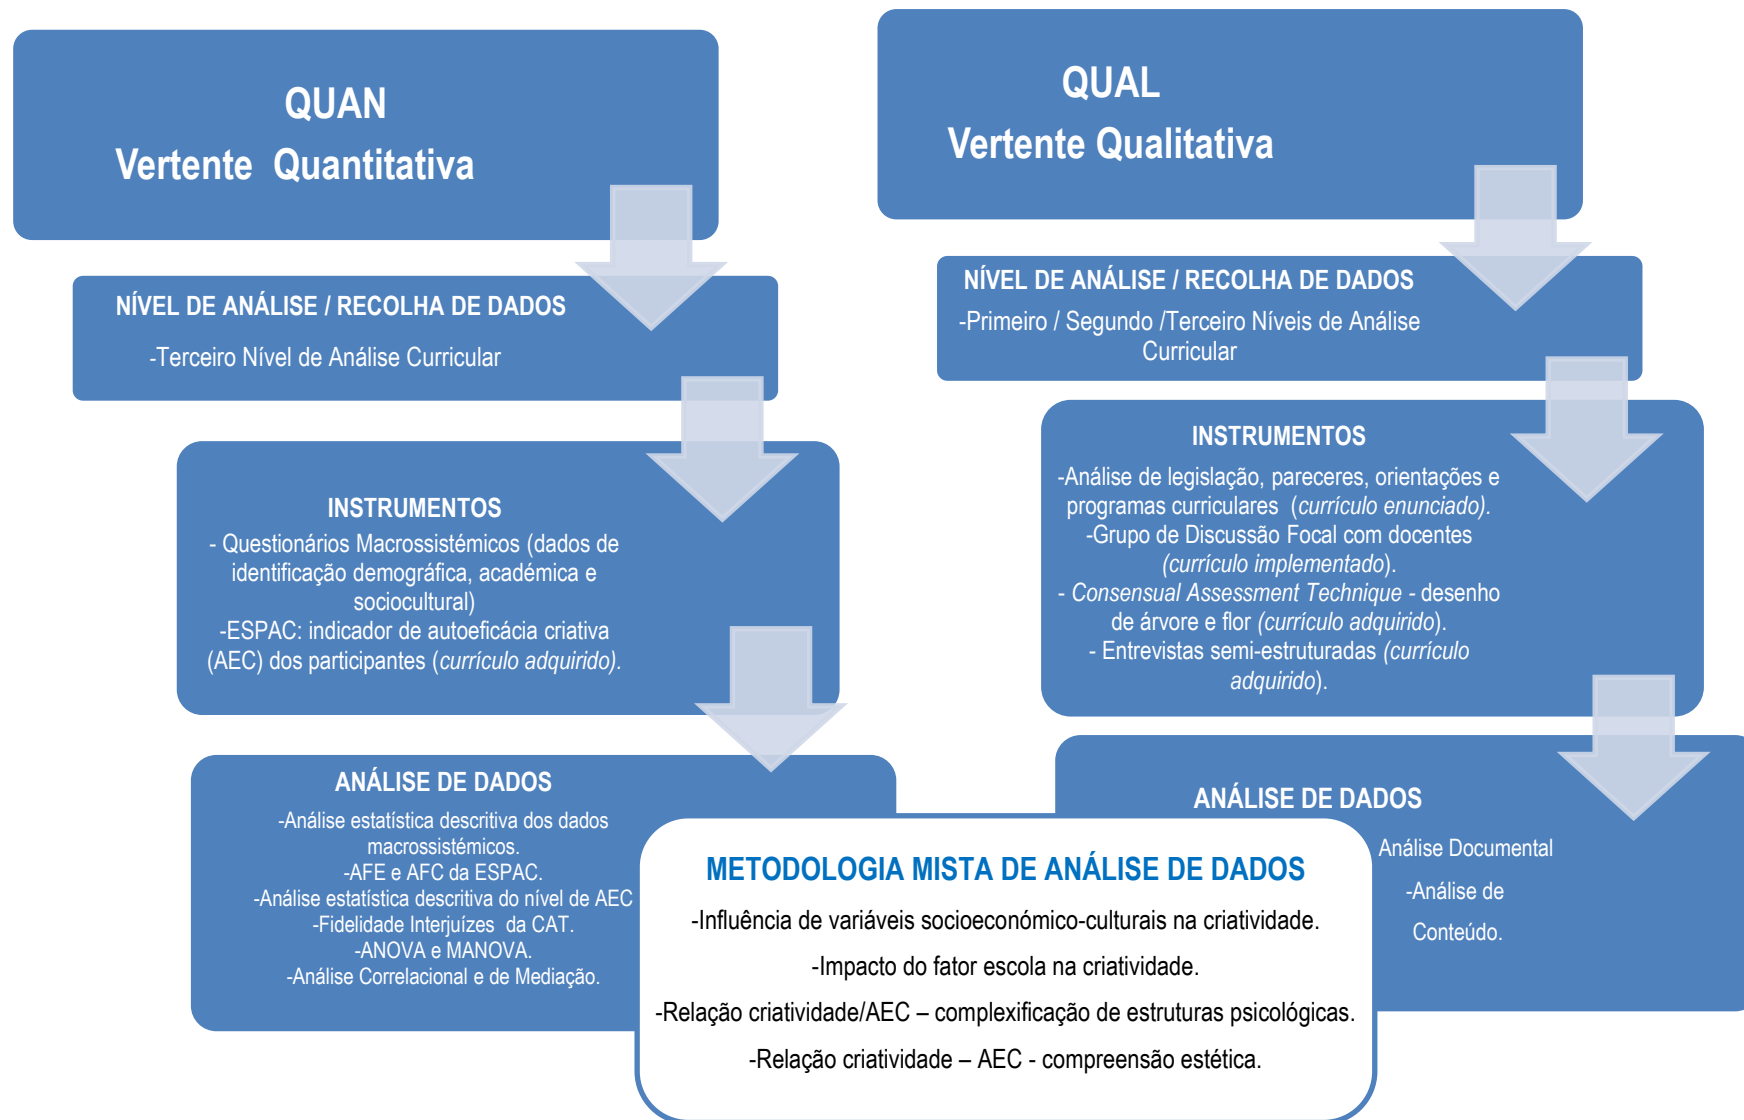 QUAN
Vertente  Quantitativa
NÍVEL DE ANÁLISE / RECOLHA DE DADOS
-Terceiro Nível de Análise Curricular
INSTRUMENTOS
- Questionários Macrossistémicos (dados de
identificação demográfica, académica e
sociocultural)
-ESPAC: indicador de autoeficácia criativa
(AEC) dos participantes (currículo adquirido).
ANÁLISE DE DADOS
-Análise estatística descritiva dos dados
macrossistémicos.
-AFE e AFC da ESPAC.
-Análise estatística descritiva do nível de AEC
-Fidelidade Interjuízes  da CAT.
-ANOVA e MANOVA.
-Análise Correlacional e de Mediação.
QUAL
Vertente Qualitativa
NÍVEL DE ANÁLISE / RECOLHA DE DADOS
-Primeiro / Segundo /Terceiro Níveis de Análise
Curricular
INSTRUMENTOS
-Análise de legislação, pareceres, orientações e
programas curriculares  (currículo enunciado).
-Grupo de Discussão Focal com docentes
(currículo implementado).
- Consensual Assessment Technique - desenho
de árvore e flor (currículo adquirido).
- Entrevistas semi-estruturadas (currículo
adquirido).
ANÁLISE DE DADOS
Análise Documental
-Análise de
Conteúdo.
METODOLOGIA MISTA DE ANÁLISE DE DADOS
-Influência de variáveis socioeconómico-culturais na criatividade.
-Impacto do fator escola na criatividade.
-Relação criatividade/AEC – complexificação de estruturas psicológicas.
-Relação criatividade – AEC - compreensão estética.